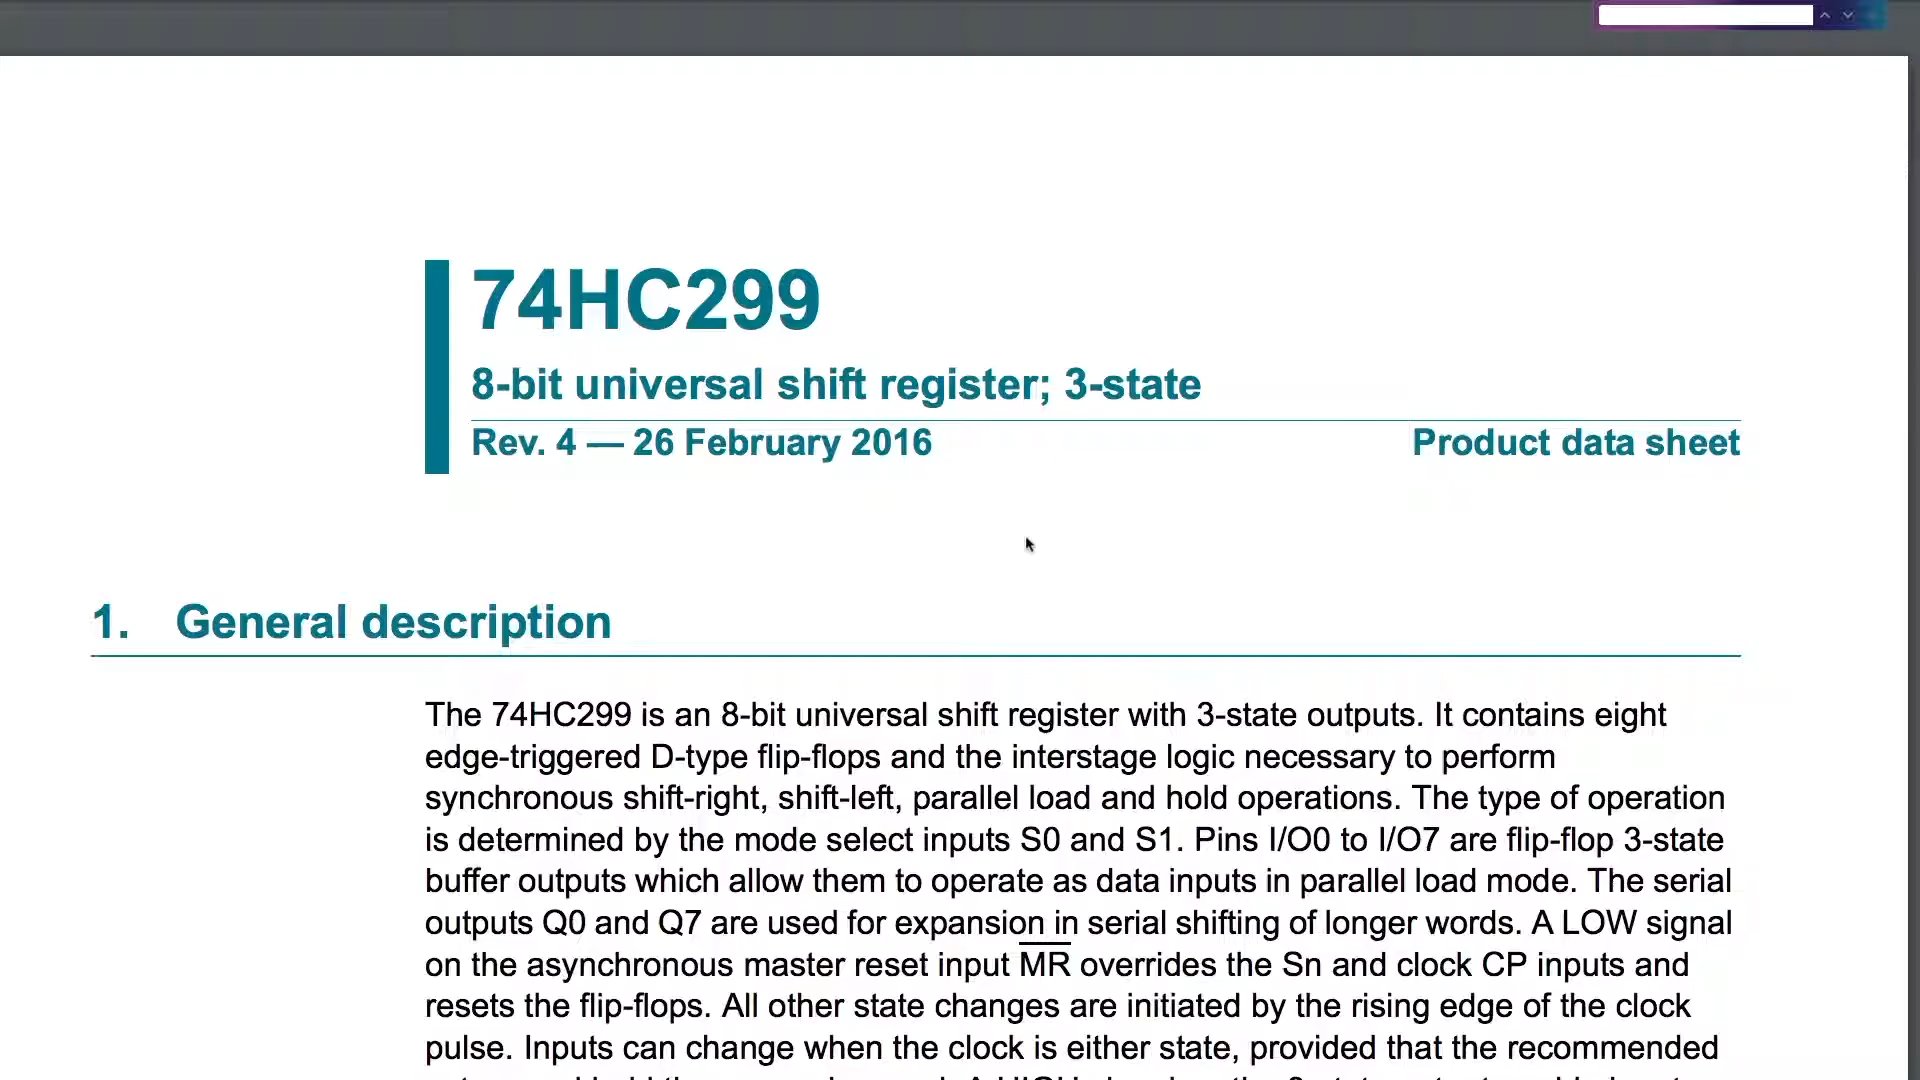 74HC299
8-bit universal shift register; 3-state
Rev. 4 — 26 February 2016 Product data sheet
1. General description
The 74HC299 is an 8-bit universal shift register with 3-state outputs. It contains eight
edge-triggered D-type flip-flops and the interstage logic necessary to perform
synchronous shift-right, shift-left, parallel load and hold operations. The type of operation
is determined by the mode select inputs S0 and S1. Pins I/O0 to I/O7 are flip-flop 3-state
buffer outputs which allow them to operate as data inputs in parallel load mode. The serial
outputs Q0 and Q7 are used for expansion in serial shifting of longer words. A LOW signal
on the asynchronous master reset input MR overrides the Sn and clock CP inputs and
resets the flip-flops. All other state changes are initiated by the rising edge of the clock
pulse. Inputs can change when the clock is either state, provided that the recommended